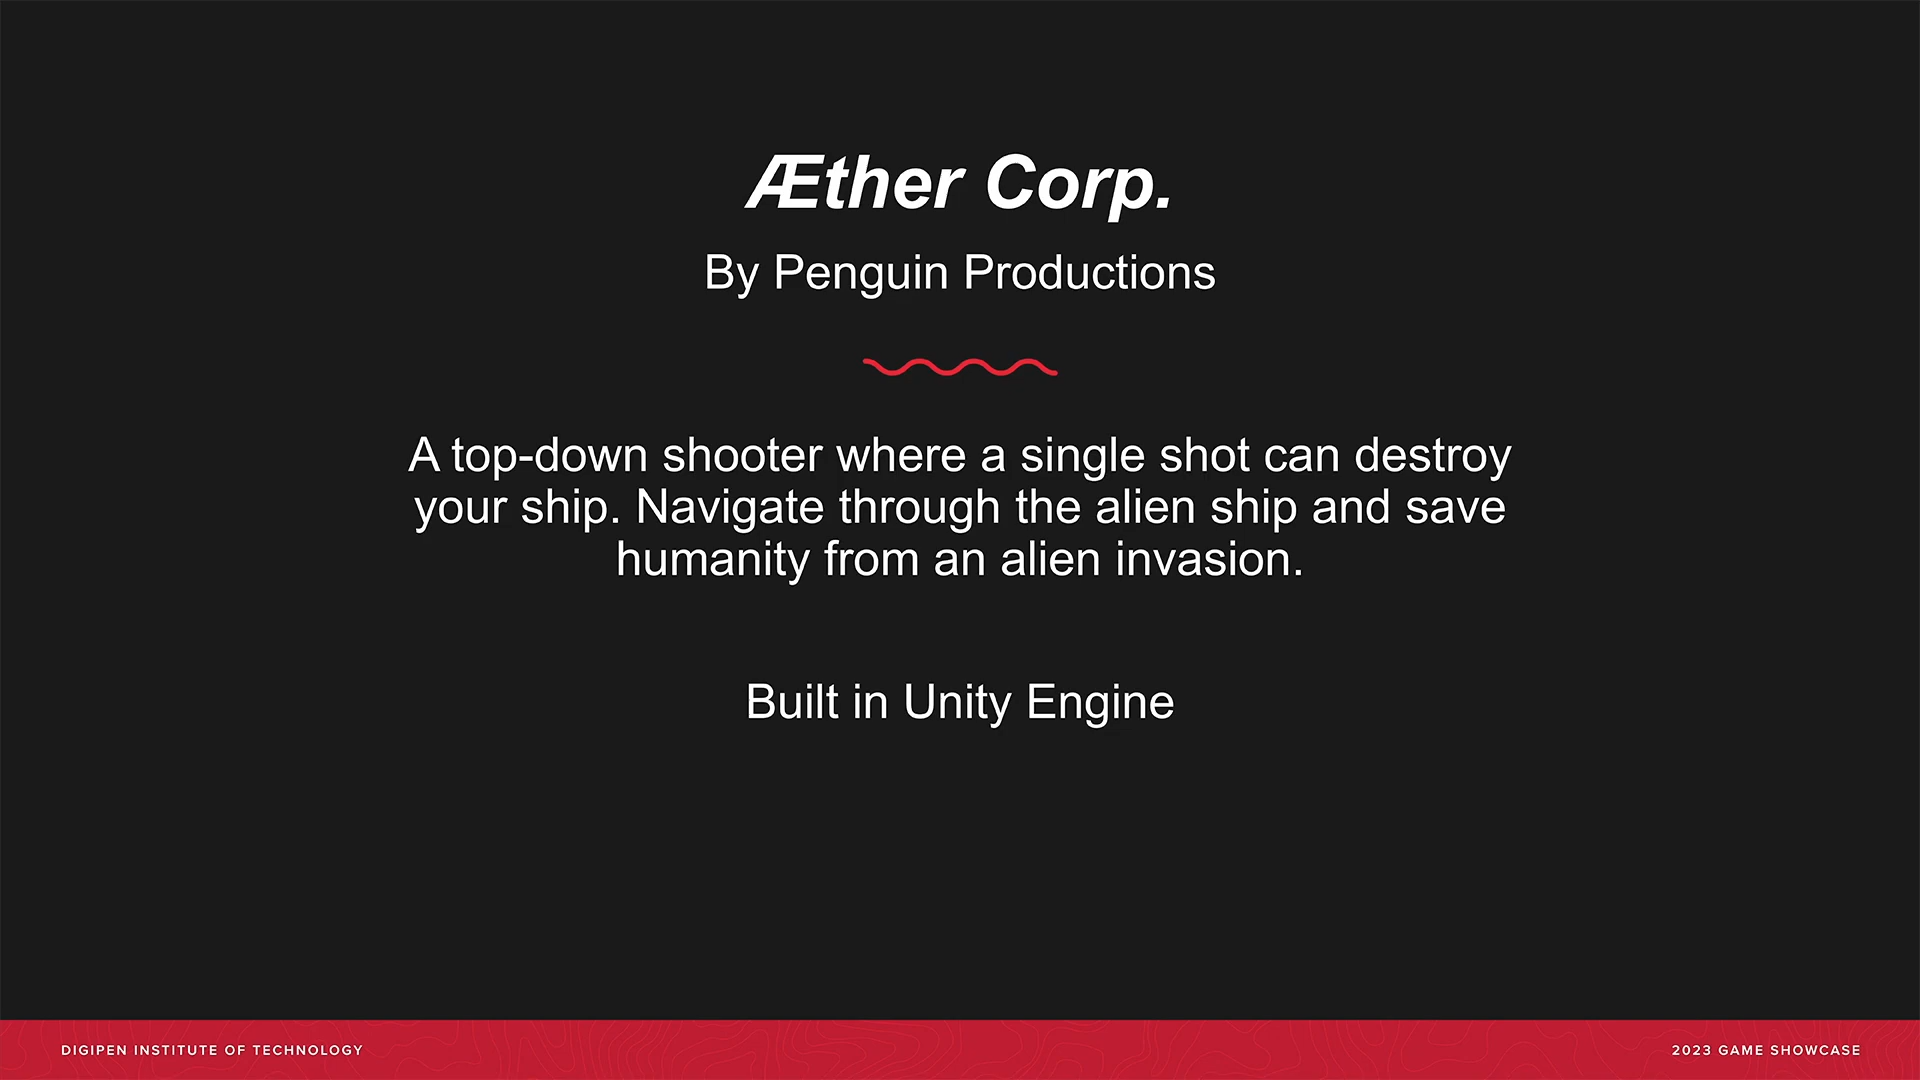 Æther Corp.
By Penguin Productions
A top-down shooter where a single shot can destroy
your ship. Navigate through the alien ship and save
humanity from an alien invasion.
Built in Unity Engine
DIGIPEN INSTITUTE OF TECHNOLOGY
2023 GAME SHOWCASE